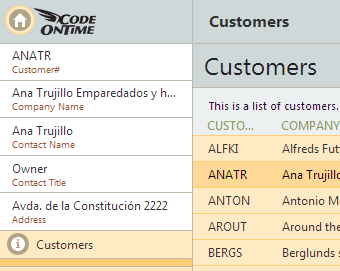 CODE
ONTIME
ANATR
Customer#
Ana Trujillo Emparedados y h...
Company Name
Ana Trujillo
Contact Name
Owner
Contact Title
Avda. de la Constitución 2222
Address
Customers
Customers
Customers
This is a list of customers.
CUSTO... COMPANY
ALFKI Alfreds Fut
ANATR Ana Trujillo
ANTON Antonio M
AROUT Around the
BERGS Berglunds s